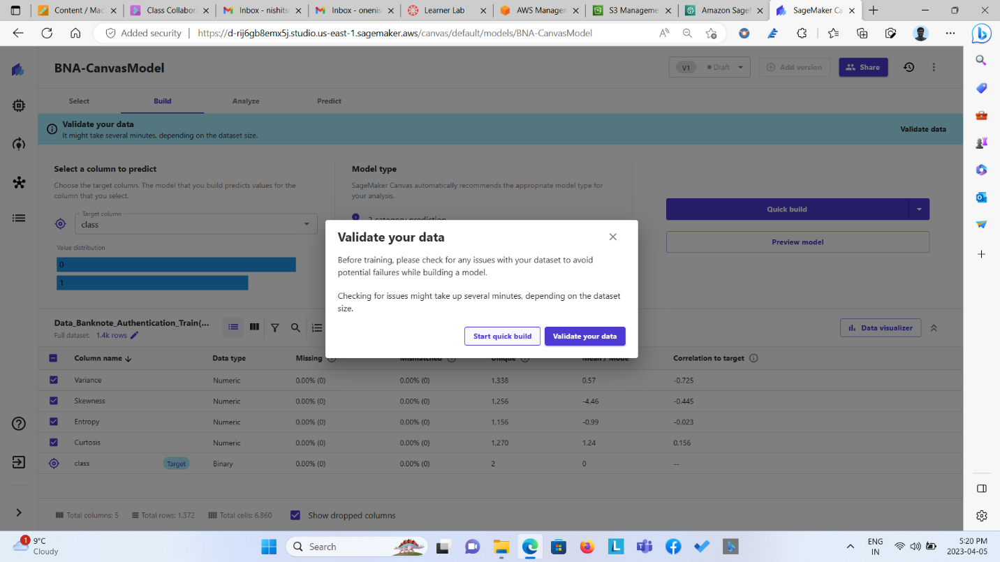 Content / Mac
Class Collabora
Inbox - nishits
Inbox - onenis
Learner Lab
AWS Managem
S3 Manageme
Amazon Sagel
SageMaker Ca
Added security
https://d-rij6gb8emx5j.studio.us-east-1.sagemaker.aws/canvas/default/models/BNA-CanvasModel
BNA-CanvasModel
V1
Draft
Add version
Share
Select
Build
Analyze
Predict
Validate your data
It might take several minutes, depending on the dataset size.
Validate data
Select a column to predict
Choose the target column. The model that you build predicts values for the
column that you select.
Target column
class
Value distribution
0
1
Model type
SageMaker Canvas automatically recommends the appropriate model type for
your analysis.
2 category prediction
Quick build
Preview model
Validate your data
Before training, please check for any issues with your dataset to avoid
potential failures while building a model.
Checking for issues might take up several minutes, depending on the dataset
size.
Start quick build
Validate your data
Data_Banknote_Authentication_Train(...
Full dataset: 1.4k rows
Data visualizer
Column name Data type Missing Mismatched Unique Mean / Mode Correlation to target
Variance Numeric 0.00% (0) 0.00% (0) 1,338 0.57 -0.725
Skewness Numeric 0.00% (0) 0.00% (0) 1,256 -4.46 -0.445
Entropy Numeric 0.00% (0) 0.00% (0) 1,156 -0.99 -0.023
Curtosis Numeric 0.00% (0) 0.00% (0) 1,270 1.24 0.156
class Target Binary 0.00% (0) 0.00% (0) 2 0 --
Total columns: 5 Total rows: 1,372 Total cells: 6,860 Show dropped columns
1
9°C
Cloudy
Search
ENG
IN
5:20 PM
2023-04-05